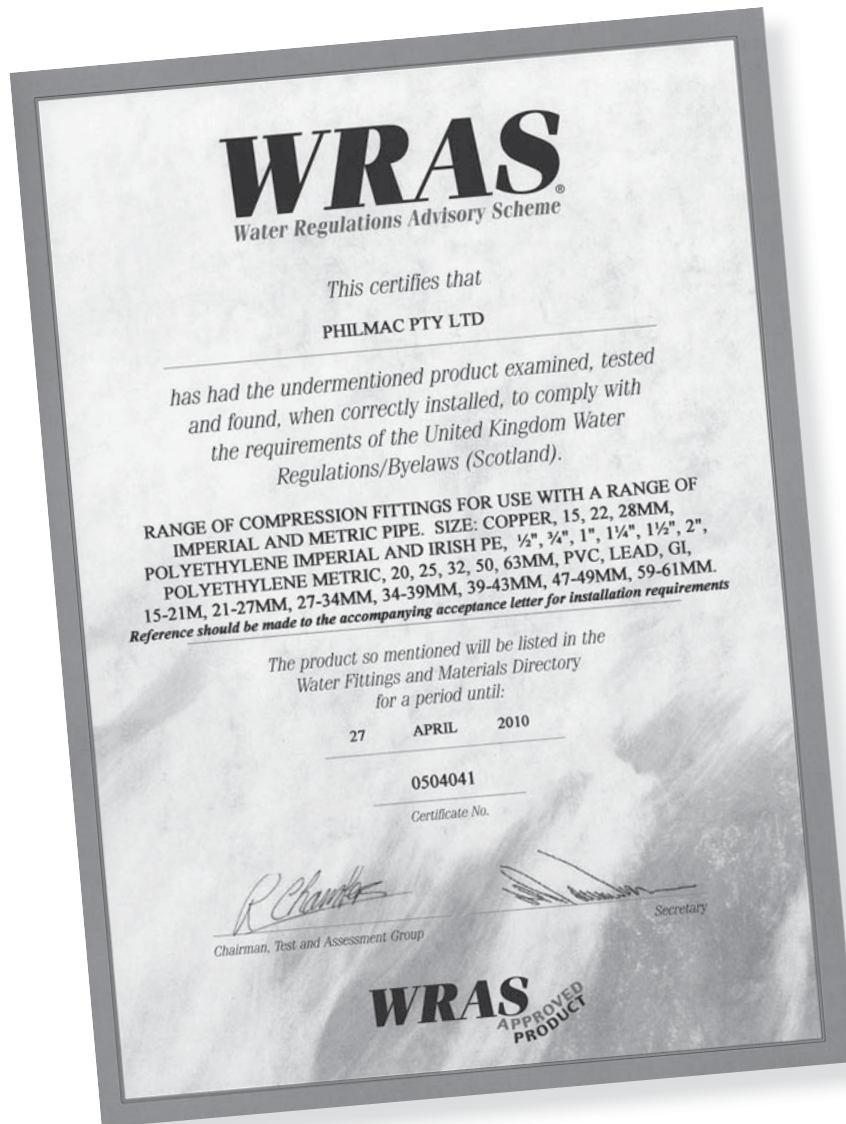 WRAS®
Water Regulations Advisory Scheme
This certifies that
PHILMAC PTY LTD
has had the undermentioned product examined, tested
and found, when correctly installed, to comply with
the requirements of the United Kingdom Water
Regulations/Byelaws (Scotland).
RANGE OF COMPRESSION FITTINGS FOR USE WITH A RANGE OF
IMPERIAL AND METRIC PIPE. SIZE: COPPER, 15, 22, 28MM,
POLYETHYLENE IMPERIAL AND IRISH PE, ½", ¾", 1", 1¼", 1½", 2",
POLYETHYLENE METRIC, 20, 25, 32, 50, 63MM, PVC, LEAD, GI,
15-21M, 21-27MM, 27-34MM, 34-39MM, 39-43MM, 47-49MM, 59-61MM.
Reference should be made to the accompanying acceptance letter for installation requirements
The product so mentioned will be listed in the
Water Fittings and Materials Directory
for a period until:
27 APRIL 2010
0504041
Certificate No.
Secretary
Chairman, Test and Assessment Group
WRAS
APPROVED
PRODUCT